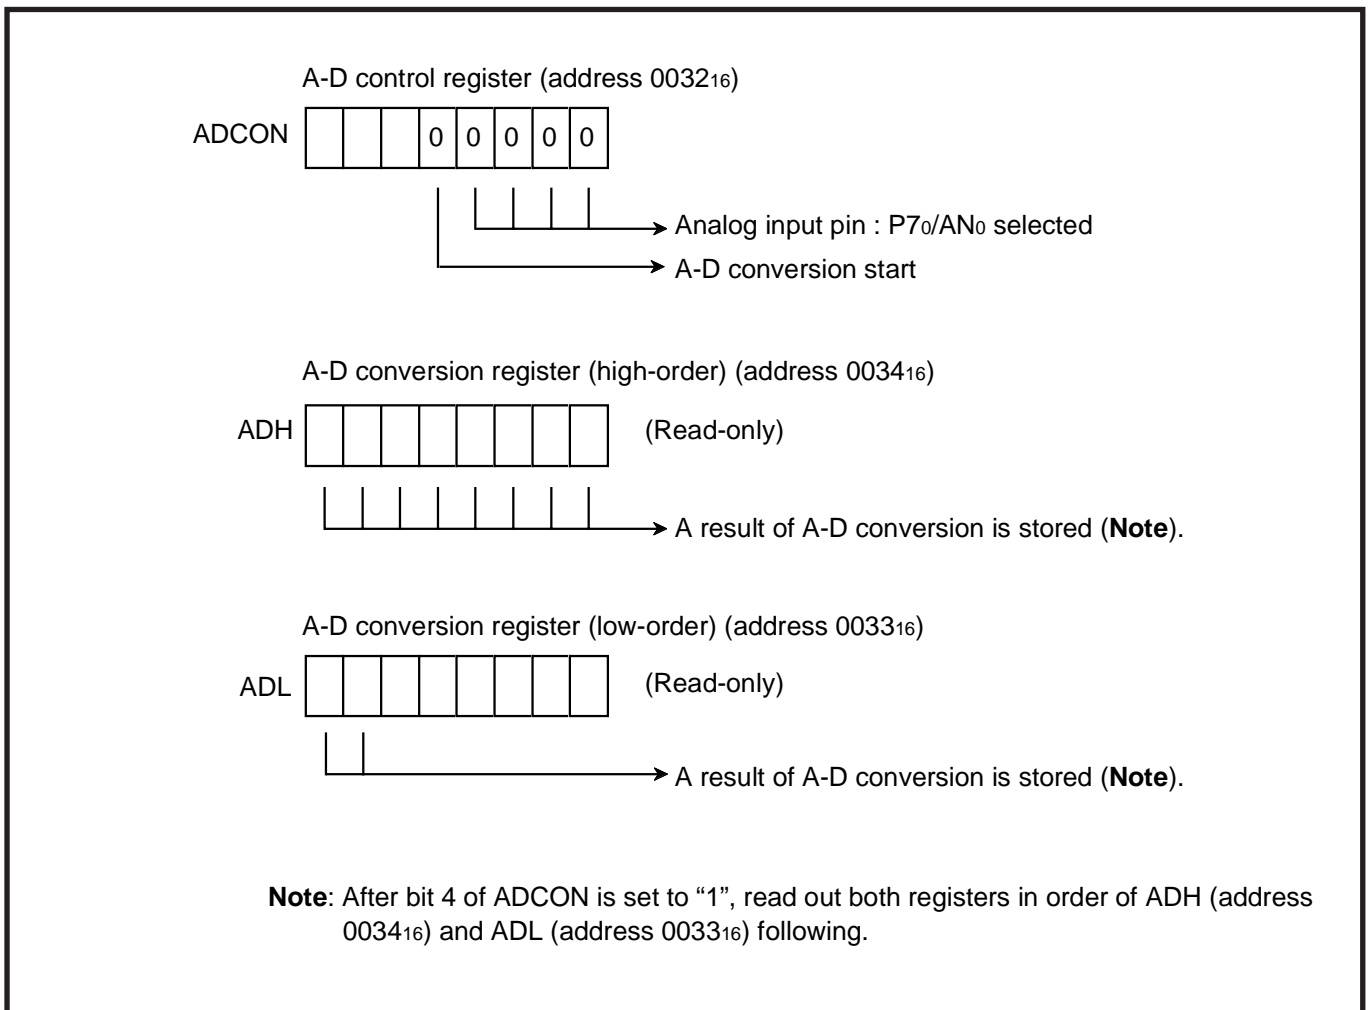 A-D control register (address 003216)
ADCON 0 0 0 0 0
Analog input pin : P70/AN0 selected
A-D conversion start
A-D conversion register (high-order) (address 003416)
ADH (Read-only)
A result of A-D conversion is stored (Note).
A-D conversion register (low-order) (address 003316)
ADL (Read-only)
A result of A-D conversion is stored (Note).
Note: After bit 4 of ADCON is set to “1”, read out both registers in order of ADH (address
003416) and ADL (address 003316) following.